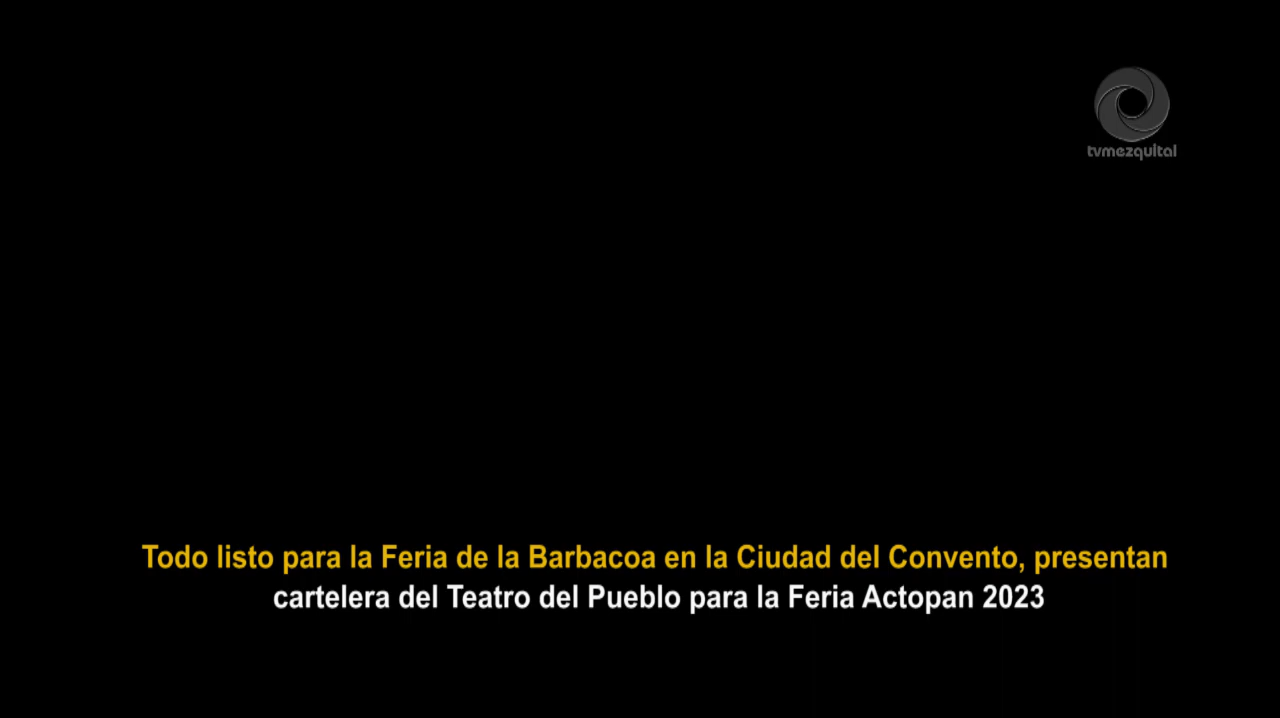 tvmezquital
Todo listo para la Feria de la Barbacoa en la Ciudad del Convento, presentan
cartelera del Teatro del Pueblo para la Feria Actopan 2023